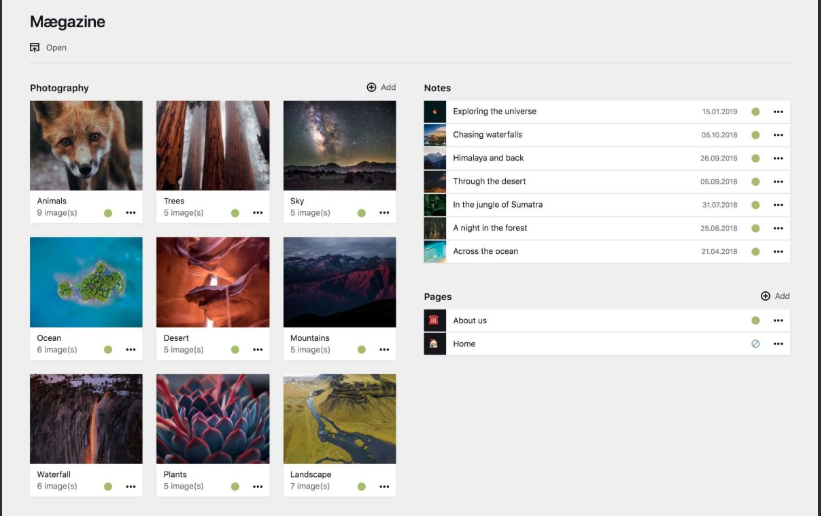 Mægazine
Open
Photography
Add
Animals
9 image(s)
Trees
5 image(s)
Sky
5 image(s)
Ocean
6 image(s)
Desert
5 image(s)
Mountains
5 image(s)
Waterfall
6 image(s)
Plants
5 image(s)
Landscape
7 image(s)
Notes
Exploring the universe 15.01.2019
Chasing waterfalls 05.10.2018
Himalaya and back 26.09.2018
Through the desert 05.09.2018
In the jungle of Sumatra 31.07.2018
A night in the forest 26.06.2018
Across the ocean 21.04.2018
Pages
Add
About us
Home